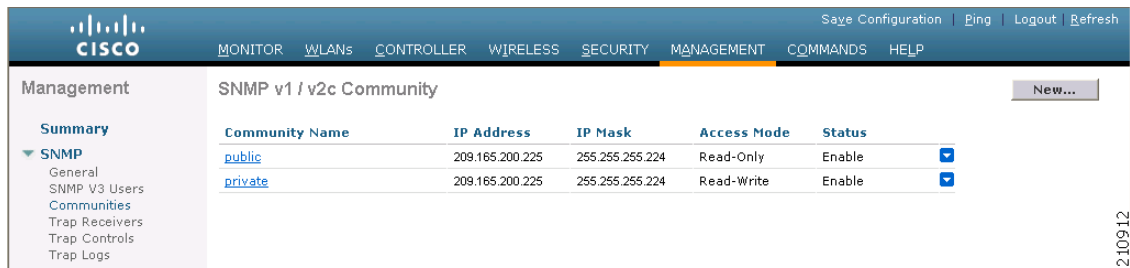 Save Configuration | Ping | Logout | Refresh
CISCO
MONITOR WLANs CONTROLLER WIRELESS SECURITY MANAGEMENT COMMANDS HELP
Management
Summary
SNMP
General
SNMP V3 Users
Communities
Trap Receivers
Trap Controls
Trap Logs
SNMP v1 / v2c Community
New...
Community Name IP Address IP Mask Access Mode Status
public 209.165.200.225 255.255.255.224 Read-Only Enable
private 209.165.200.225 255.255.255.224 Read-Write Enable
210912